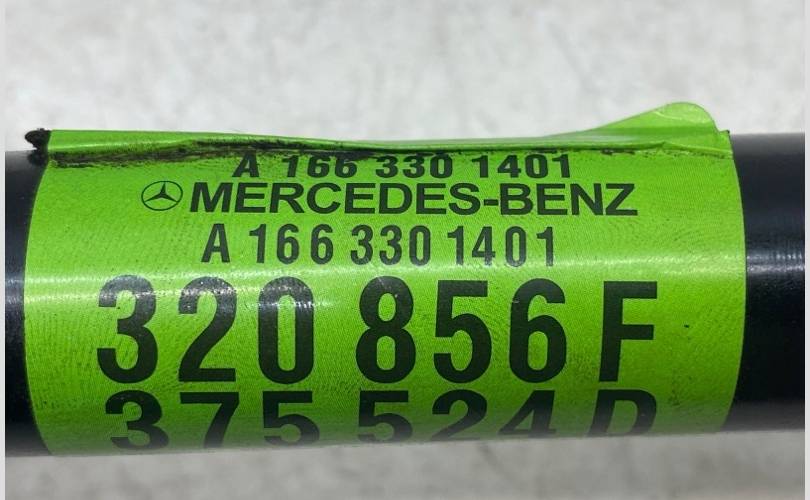 A 166 330 1401
MERCEDES-BENZ
A 166 330 1401
320 856 F
375 524 D